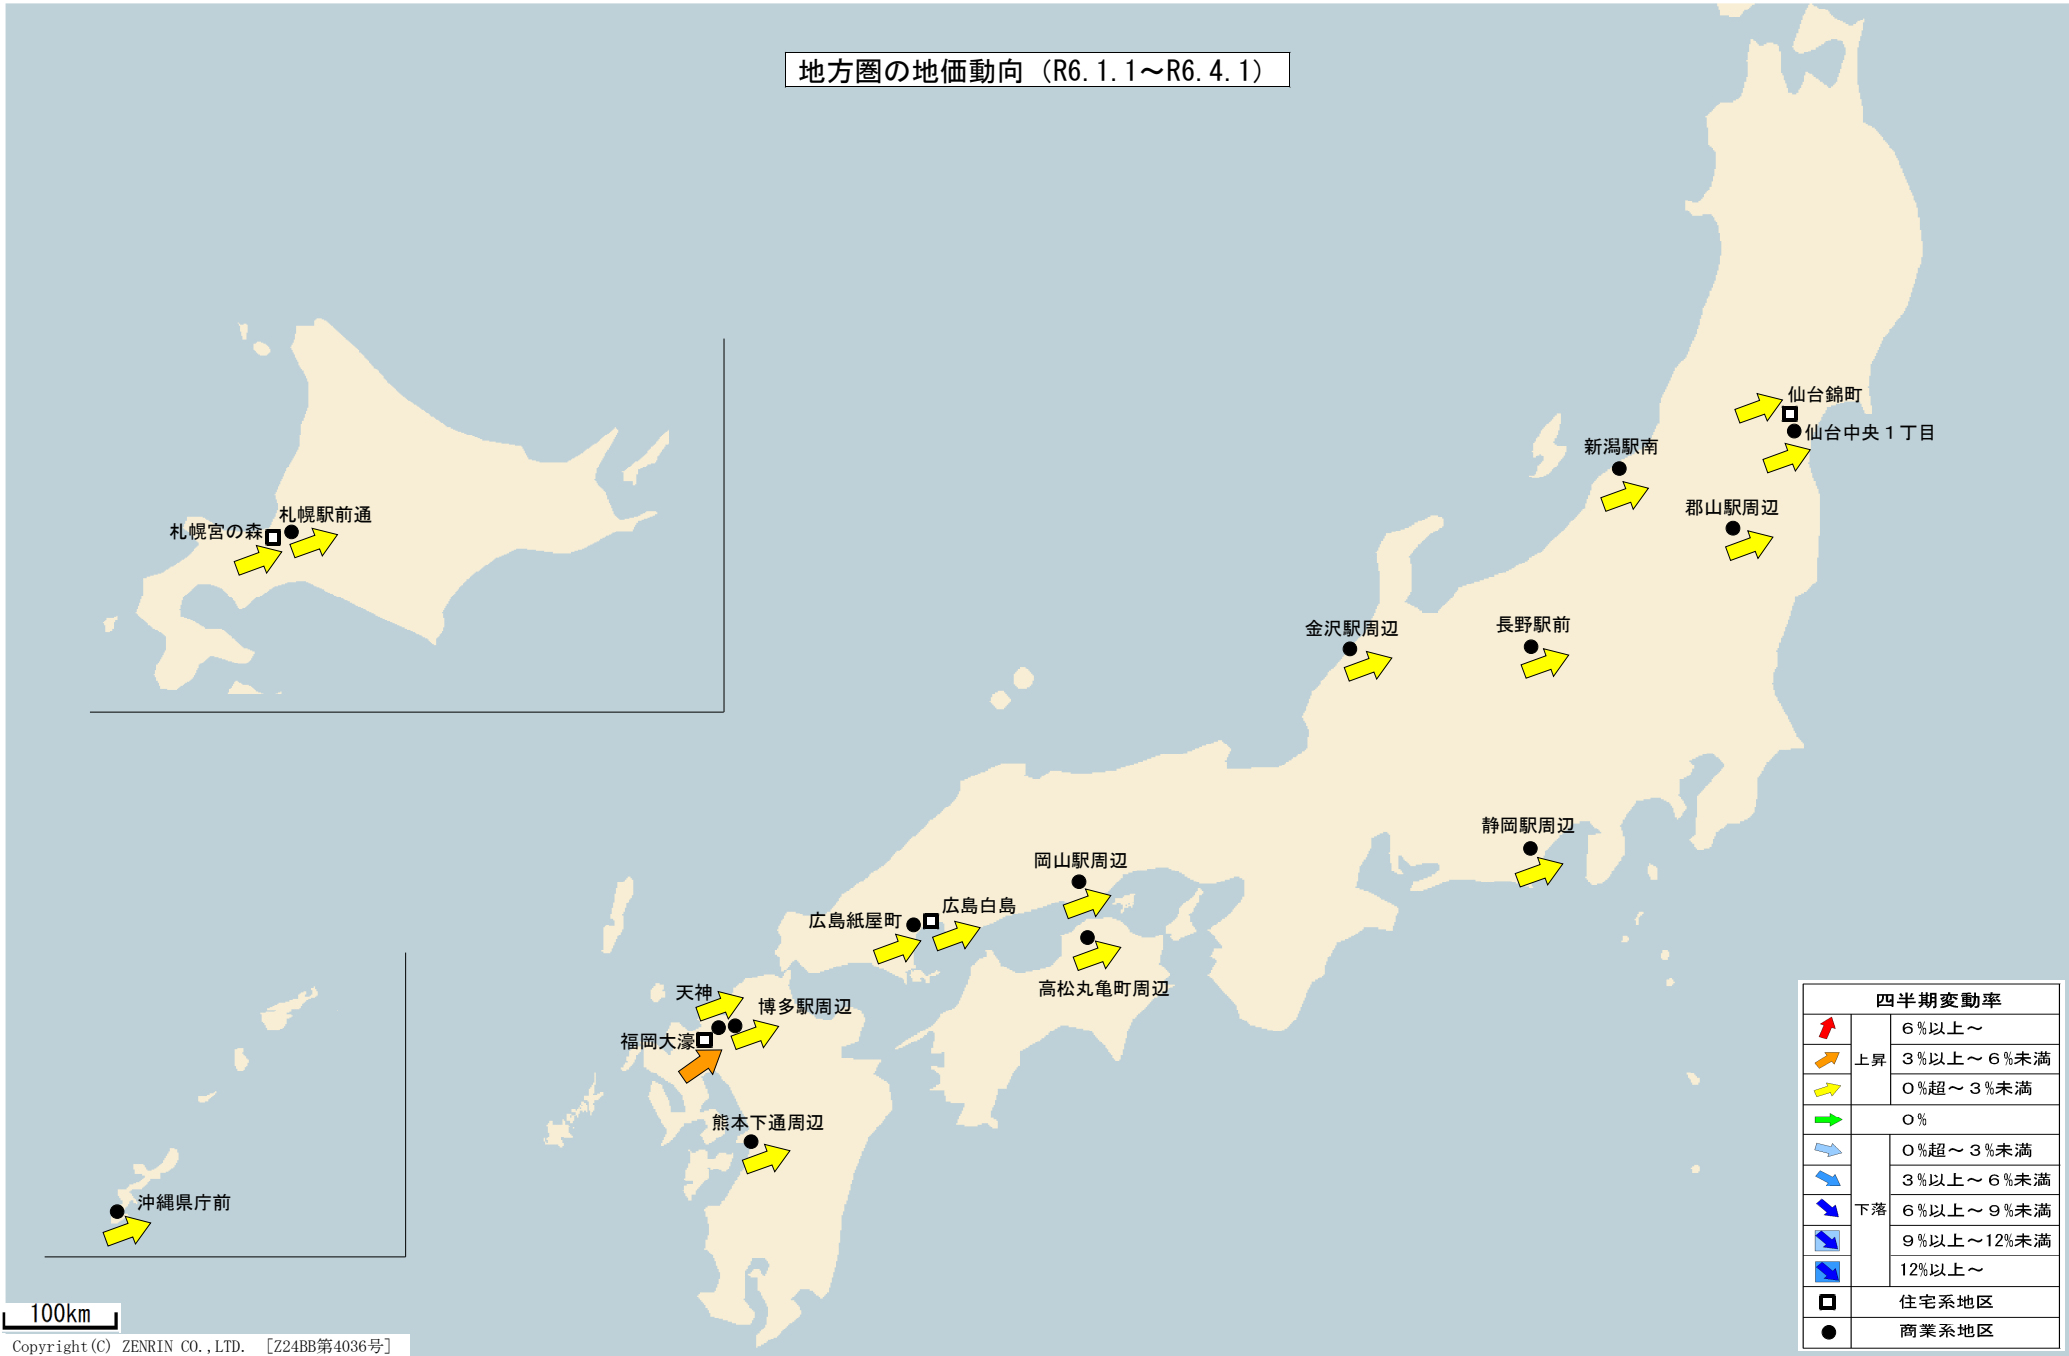 地方圏の地価動向（R6.1.1～R6.4.1）
仙台錦町
仙台中央１丁目
新潟駅南
郡山駅周辺
札幌駅前通
札幌宮の森
金沢駅周辺
長野駅前
静岡駅周辺
岡山駅周辺
広島白島
広島紙屋町
高松丸亀町周辺
天神
博多駅周辺
福岡大濠
熊本下通周辺
沖縄県庁前
四半期変動率
上昇
６%以上～
３%以上～６%未満
０%超～３%未満
０%
下落
０%超～３%未満
３%以上～６%未満
６%以上～９%未満
９%以上～12%未満
12%以上～
住宅系地区
商業系地区
100km
Copyright(C) ZENRIN CO.,LTD. ［Z24BB第4036号］